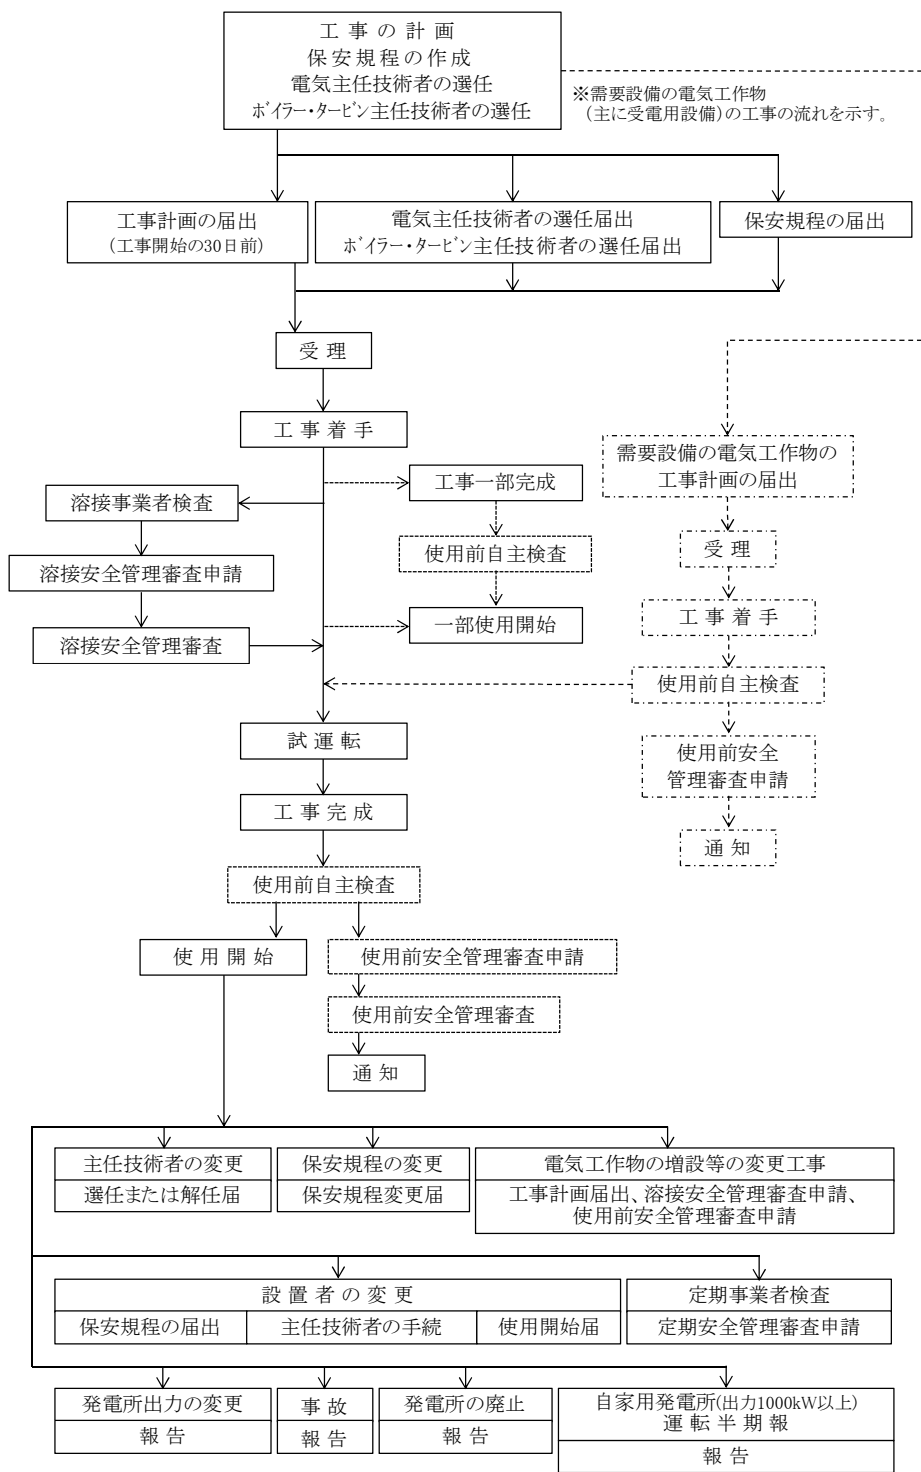 工事の計画
保安規程の作成
電気主任技術者の選任
ボイラー・タービン主任技術者の選任
※需要設備の電気工作物
(主に受電用設備)の工事の流れを示す。
工事計画の届出
(工事開始の30日前)
電気主任技術者の選任届出
ボイラー・タービン主任技術者の選任届出
保安規程の届出
受理
工事着手
溶接事業者検査
溶接安全管理審査申請
溶接安全管理審査
工事一部完成
使用前自主検査
一部使用開始
需要設備の電気工作物の
工事計画の届出
受理
工事着手
使用前自主検査
使用前安全
管理審査申請
通知
試運転
工事完成
使用前自主検査
使用開始
使用前安全管理審査申請
使用前安全管理審査
通知
主任技術者の変更
選任または解任届
保安規程の変更
保安規程変更届
電気工作物の増設等の変更工事
工事計画届出、溶接安全管理審査申請、
使用前安全管理審査申請
設置者の変更
保安規程の届出
主任技術者の手続
使用開始届
定期事業者検査
定期安全管理審査申請
発電所出力の変更
報告
事故
報告
発電所の廃止
報告
自家用発電所(出力1000kW以上)
運転半期報
報告